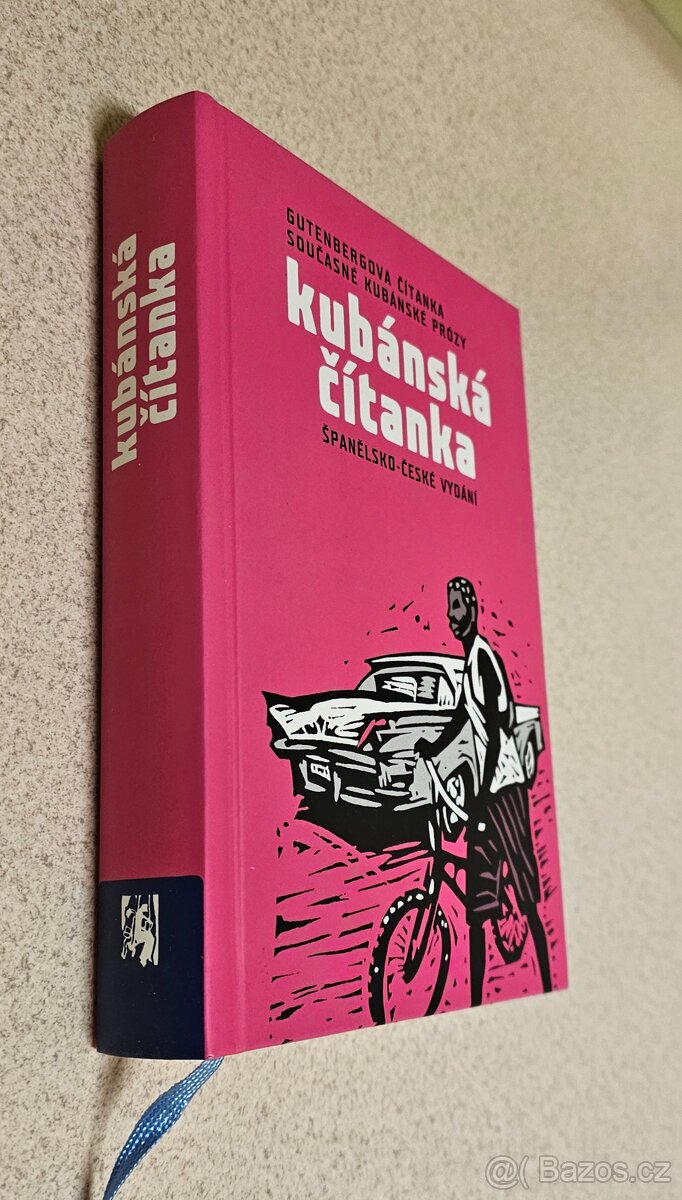 kubánská
čítanka
GUTENBERGOVA ČÍTANKA
SOUČASNÉ KUBÁNSKÉ PRÓZY
kubánská
čítanka
ŠPANĚLSKO-ČESKÉ VYDÁNÍ
@( Bazos.cz